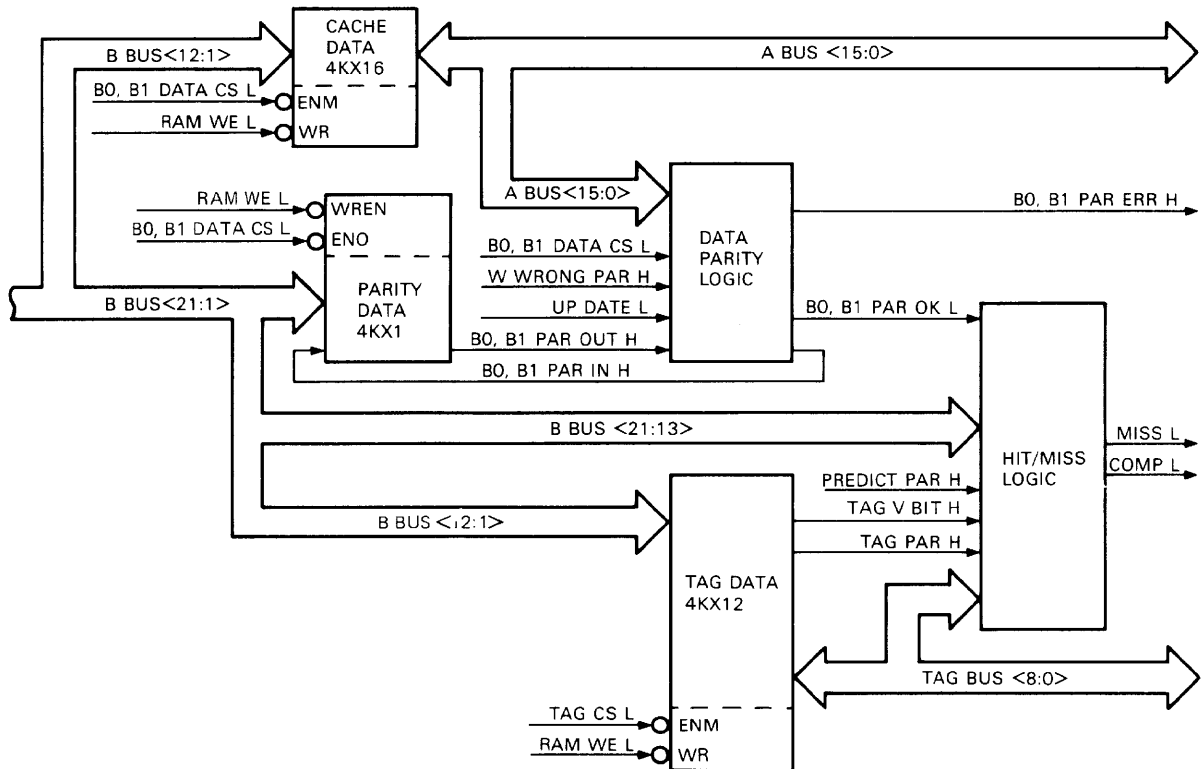 CACHE
DATA
4KX16
B BUS<12:1>
A BUS <15:0>
B0, B1 DATA CS L
ENM
RAM WE L
WR
RAM WE L
WREN
A BUS<15:0>
B0, B1 PAR ERR H
B0, B1 DATA CS L
ENO
DATA
PARITY
LOGIC
B0, B1 DATA CS L
W WRONG PAR H
B BUS<21:1>
PARITY
DATA
4KX1
UP DATE L
B0, B1 PAR OK L
B0, B1 PAR OUT H
B0, B1 PAR IN H
B BUS <21:13>
MISS L
HIT/MISS
LOGIC
COMP L
PREDICT PAR H
B BUS <12:1>
TAG V BIT H
TAG PAR H
TAG DATA
4KX12
TAG BUS <8:0>
TAG CS L
ENM
RAM WE L
WR